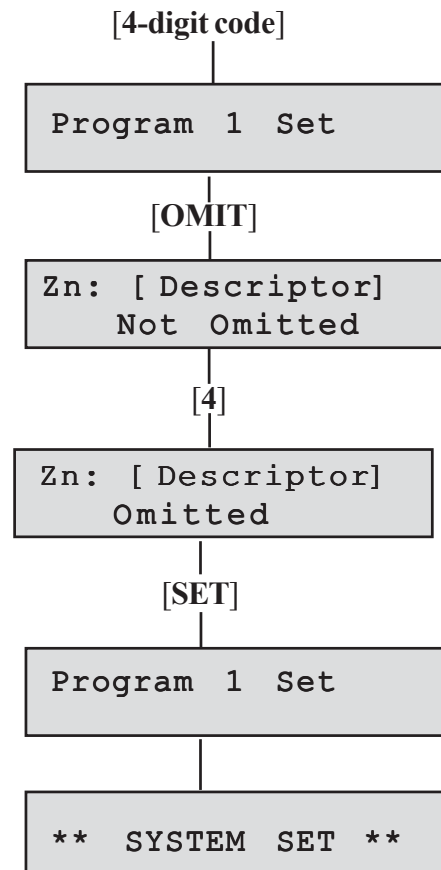 [4-digit code]
Program 1 Set
[OMIT]
Zn: [ Descriptor]
Not Omitted
[4]
Zn: [ Descriptor]
Omitted
[SET]
Program 1 Set
** SYSTEM SET **